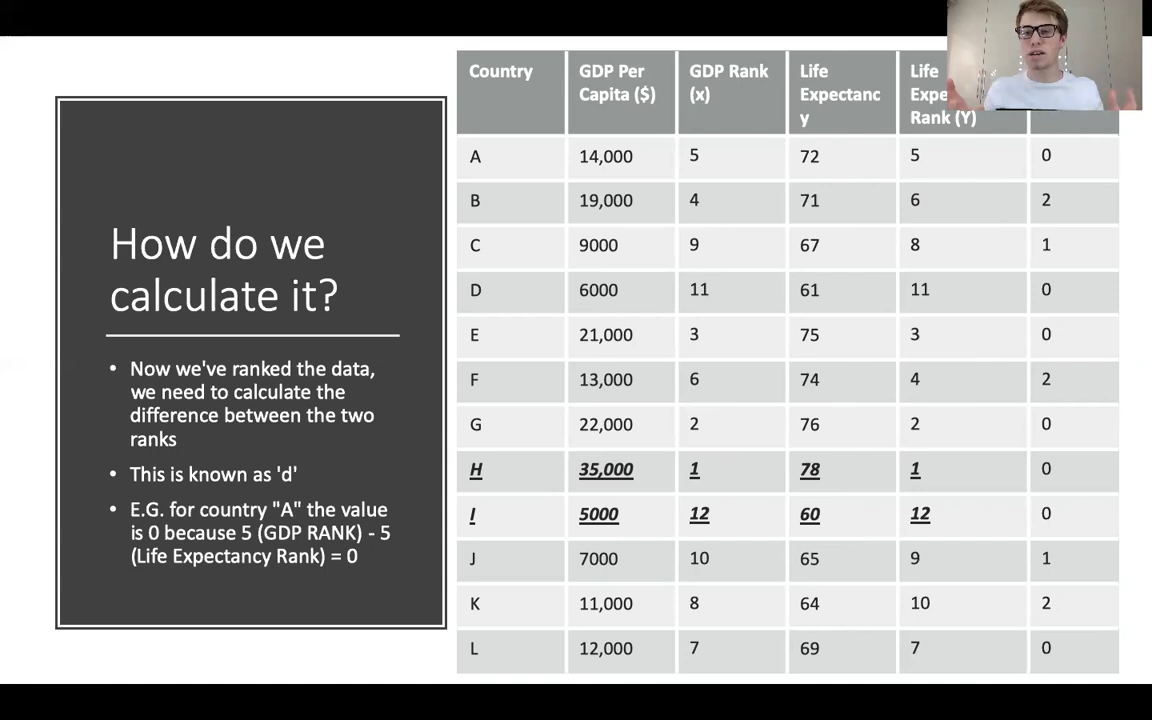 How do we
calculate it?
• Now we've ranked the data,
we need to calculate the
difference between the two
ranks
• This is known as 'd'
• E.G. for country "A" the value
is 0 because 5 (GDP RANK) - 5
(Life Expectancy Rank) = 0
Country GDP Per Capita ($) GDP Rank (x) Life Expectancy Life Expe Rank (Y)
A 14,000 5 72 5 0
B 19,000 4 71 6 2
C 9000 9 67 8 1
D 6000 11 61 11 0
E 21,000 3 75 3 0
F 13,000 6 74 4 2
G 22,000 2 76 2 0
H 35,000 1 78 1 0
I 5000 12 60 12 0
J 7000 10 65 9 1
K 11,000 8 64 10 2
L 12,000 7 69 7 0